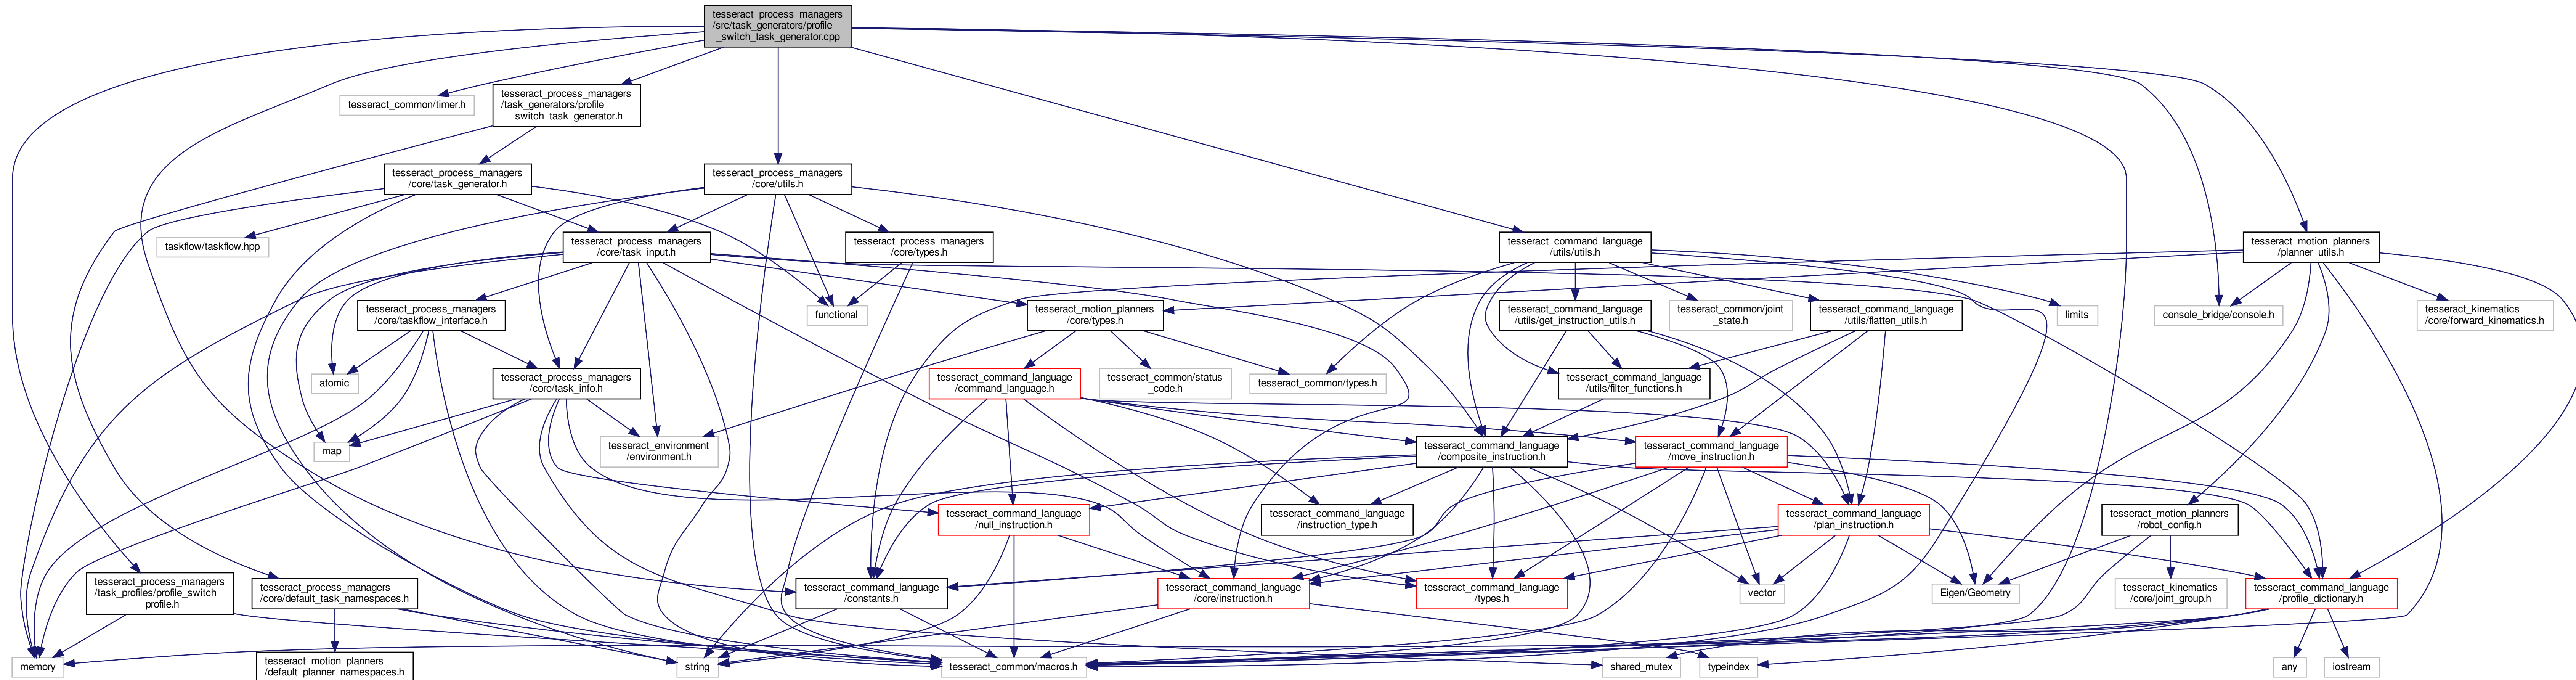 tesseract_process_managers
/src/task_generators/profile
_switch_task_generator.cpp
tesseract_common/timer.h
tesseract_process_managers
/task_generators/profile
_switch_task_generator.h
tesseract_process_managers
/core/task_generator.h
tesseract_process_managers
/core/utils.h
taskflow/taskflow.hpp
tesseract_process_managers
/core/task_input.h
tesseract_process_managers
/core/types.h
tesseract_command_language
/utils/utils.h
tesseract_motion_planners
/planner_utils.h
tesseract_process_managers
/core/taskflow_interface.h
functional
tesseract_motion_planners
/core/types.h
tesseract_command_language
/utils/get_instruction_utils.h
tesseract_common/joint
_state.h
tesseract_command_language
/utils/flatten_utils.h
limits
console_bridge/console.h
tesseract_kinematics
/core/forward_kinematics.h
atomic
tesseract_process_managers
/core/task_info.h
tesseract_command_language
/command_language.h
tesseract_common/status
_code.h
tesseract_common/types.h
tesseract_command_language
/utils/filter_functions.h
map
tesseract_environment
/environment.h
tesseract_command_language
/composite_instruction.h
tesseract_command_language
/move_instruction.h
tesseract_command_language
/null_instruction.h
tesseract_command_language
/instruction_type.h
tesseract_command_language
/plan_instruction.h
tesseract_motion_planners
/robot_config.h
tesseract_process_managers
/task_profiles/profile_switch
_profile.h
tesseract_process_managers
/core/default_task_namespaces.h
tesseract_command_language
/constants.h
tesseract_command_language
/core/instruction.h
tesseract_command_language
/types.h
vector
Eigen/Geometry
tesseract_kinematics
/core/joint_group.h
tesseract_command_language
/profile_dictionary.h
memory
tesseract_motion_planners
/default_planner_namespaces.h
string
tesseract_common/macros.h
shared_mutex
typeindex
any
iostream